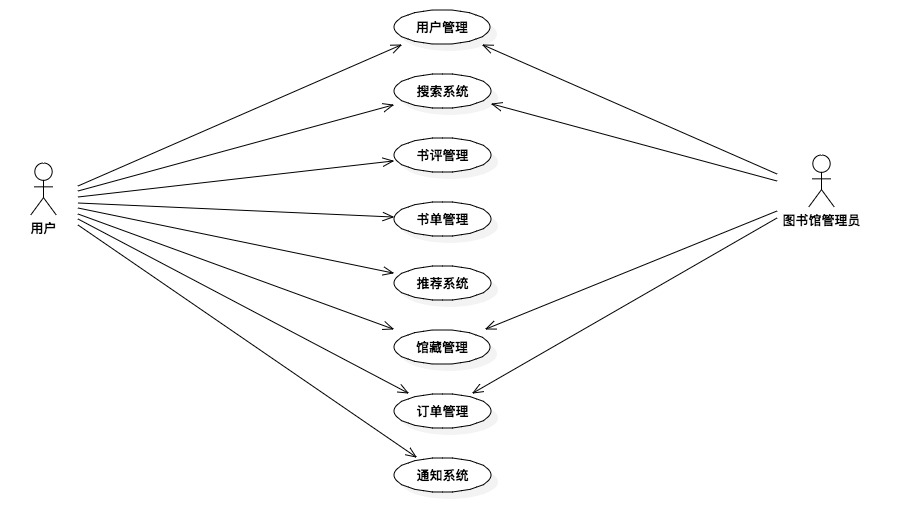 用户管理
搜索系统
书评管理
用户
图书馆管理员
书单管理
推荐系统
馆藏管理
订单管理
通知系统